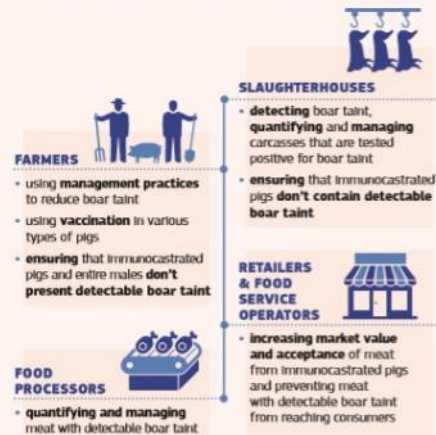 SLAUGHTERHOUSES
• detecting boar taint,
quantifying and managing
carcasses that are tested
positive for boar taint
• ensuring that immunocastrated
pigs don't contain detectable
boar taint
FARMERS
• using management practices
to reduce boar taint
• using vaccination in various
types of pigs
• ensuring that immunocastrated
pigs and entire males don't
present detectable boar taint
RETAILERS
& FOOD
SERVICE
OPERATORS
• increasing market value
and acceptance of meat
from immunocastrated pigs
and preventing meat
with detectable boar taint
from reaching consumers
FOOD
PROCESSORS
• quantifying and managing
meat with detectable boar taint